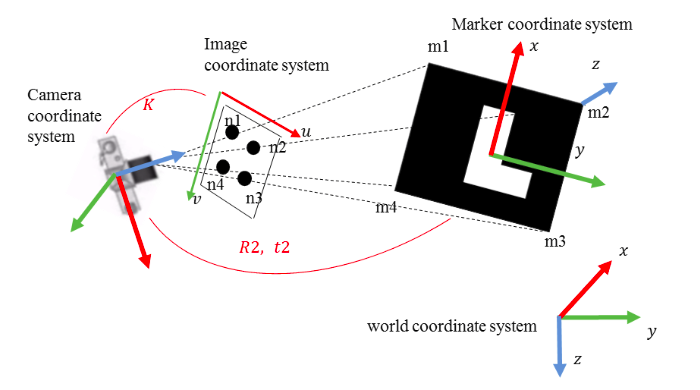 Marker coordinate system
m1
x
z
Image
coordinate system
Camera
coordinate
system
K
n1
u
n2
m2
y
n4
n3
v
m4
m3
R2, t2
x
world coordinate system
y
z